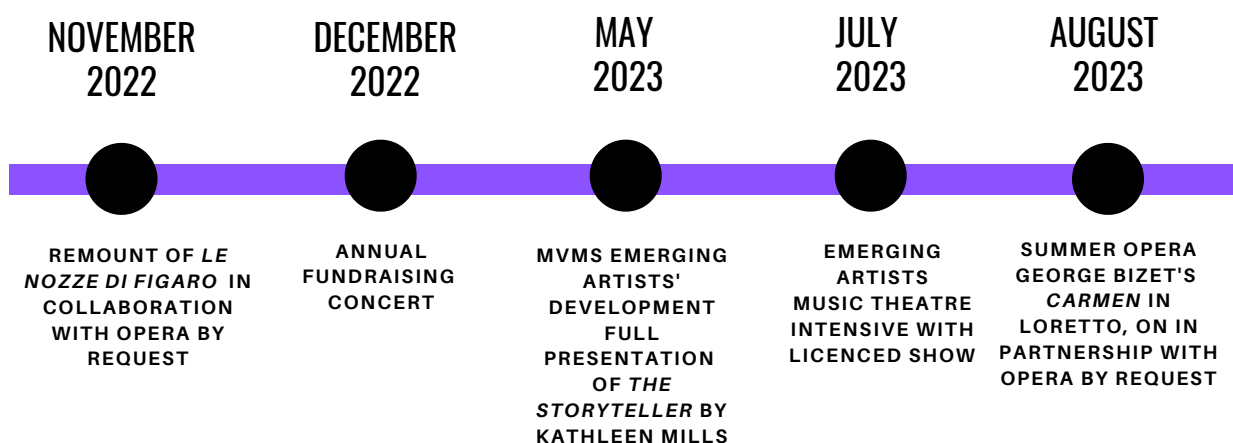 NOVEMBER
2022
DECEMBER
2022
MAY
2023
JULY
2023
AUGUST
2023
REMOUNT OF LE
NOZZE DI FIGARO IN
COLLABORATION
WITH OPERA BY
REQUEST
ANNUAL
FUNDRAISING
CONCERT
MVMS EMERGING
ARTISTS'
DEVELOPMENT
FULL
PRESENTATION
OF THE
STORYTELLER BY
KATHLEEN MILLS
EMERGING
ARTISTS
MUSIC THEATRE
INTENSIVE WITH
LICENCED SHOW
SUMMER OPERA
GEORGE BIZET'S
CARMEN IN
LORETTO, ON IN
PARTNERSHIP WITH
OPERA BY REQUEST